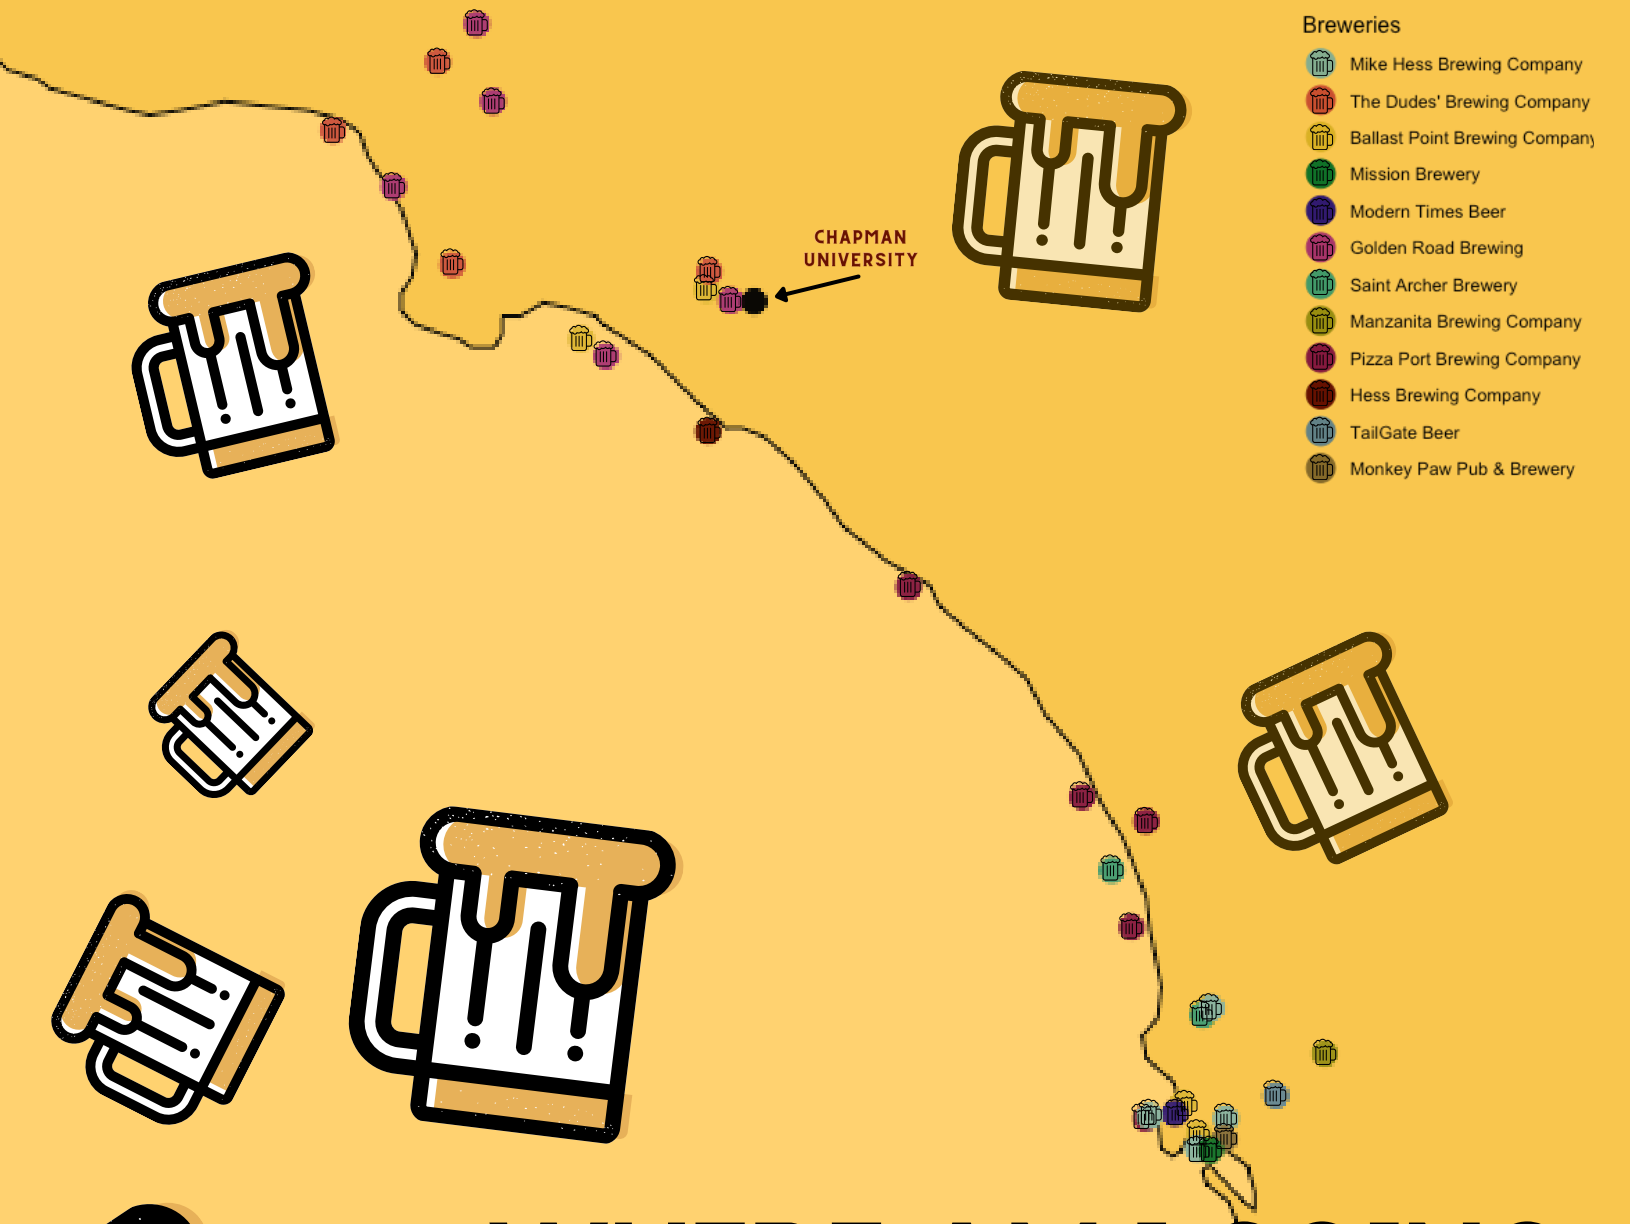 Breweries
Mike Hess Brewing Company
The Dudes' Brewing Company
Ballast Point Brewing Company
Mission Brewery
Modern Times Beer
Golden Road Brewing
CHAPMAN
UNIVERSITY
Saint Archer Brewery
Manzanita Brewing Company
Pizza Port Brewing Company
Hess Brewing Company
TailGate Beer
Monkey Paw Pub & Brewery